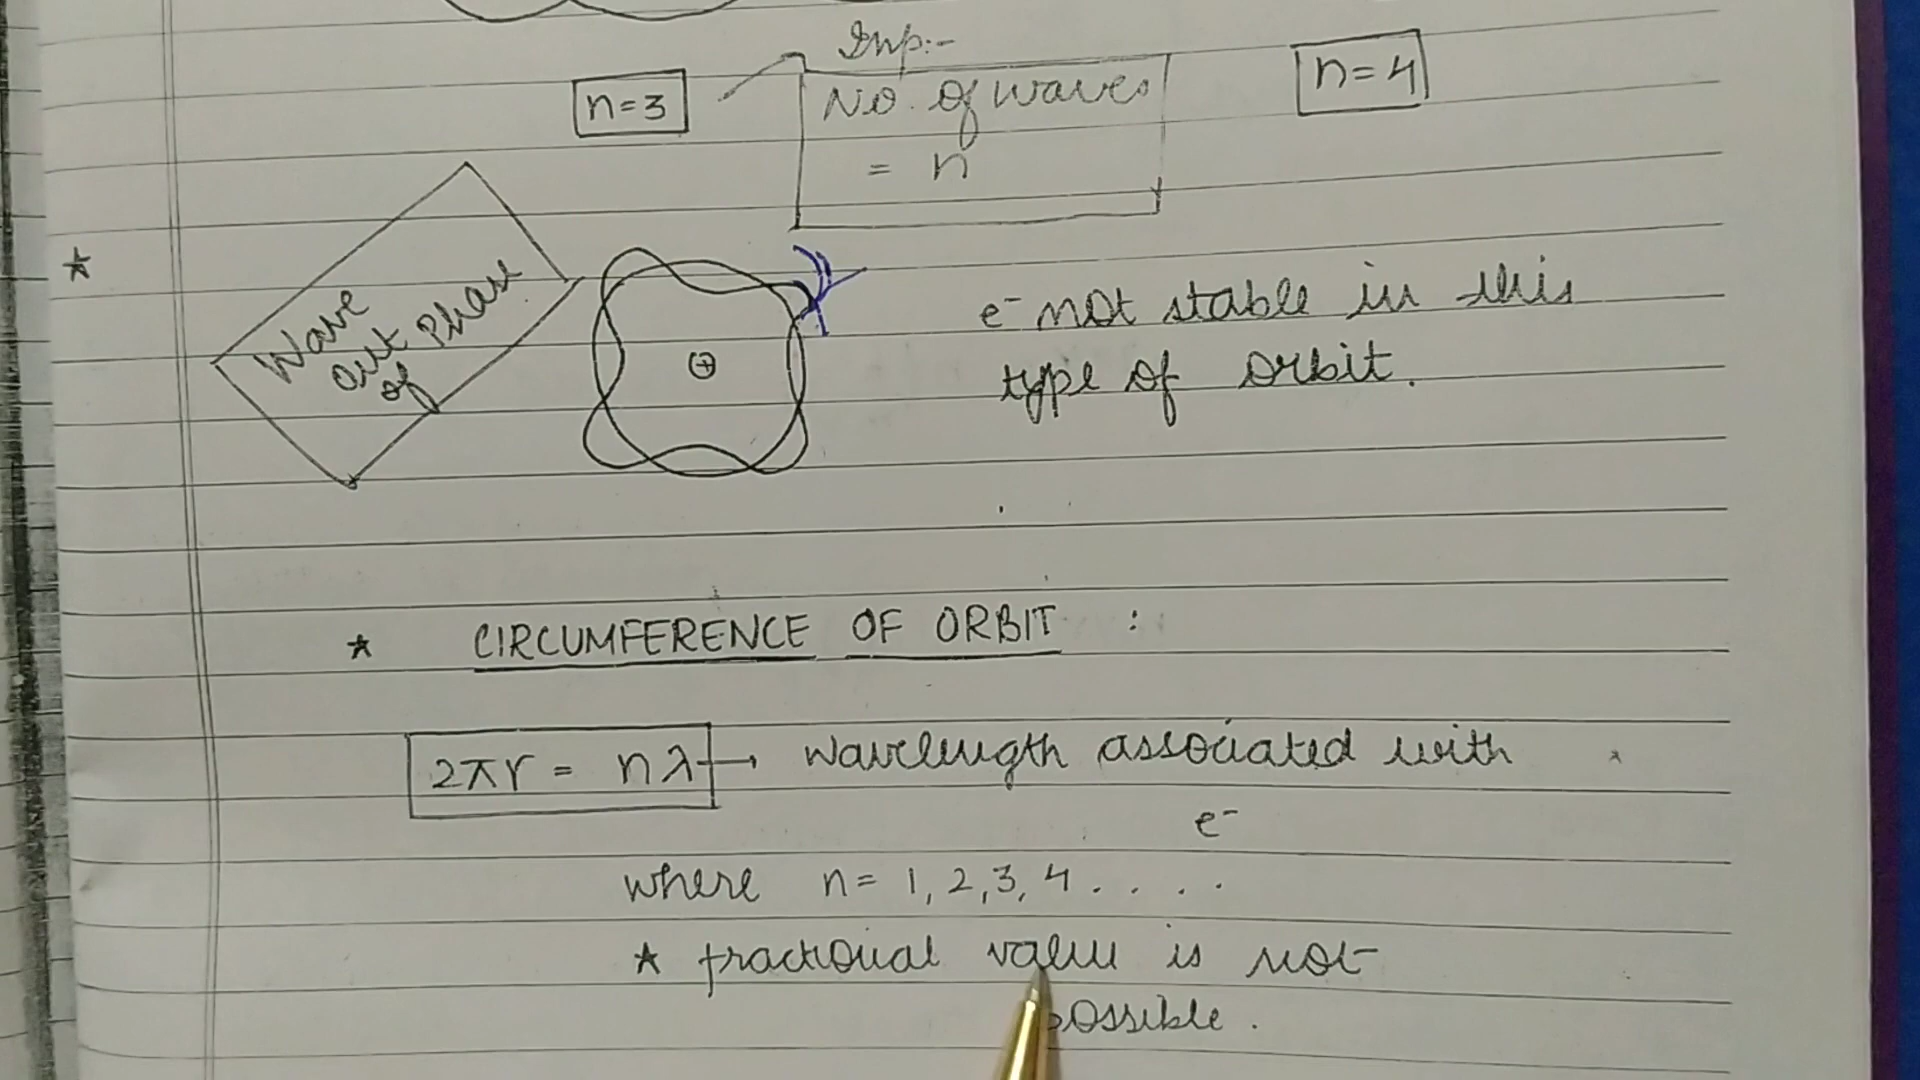 Imp:-
n=3
No. of waves
= n
n=4
★
Wave
out Phase
of
⊕
e⁻ not stable in this
type of orbit.
★ CIRCUMFERENCE OF ORBIT :
2πr = nλ → wavelength associated with
e⁻
where n= 1, 2, 3, 4 . . . .
★ fractional value is not
possible.